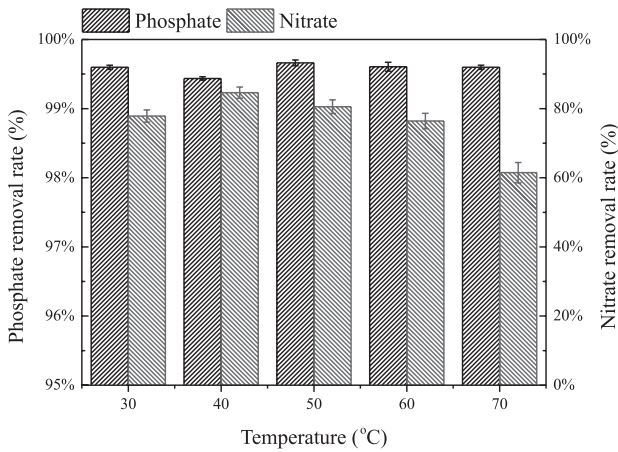 Phosphate Nitrate
100% 100%
99% 80%
98% 60%
97% 40%
96% 20%
95% 0%
30 40 50 60 70
Temperature (°C)
Phosphate removal rate (%)
Nitrate removal rate (%)